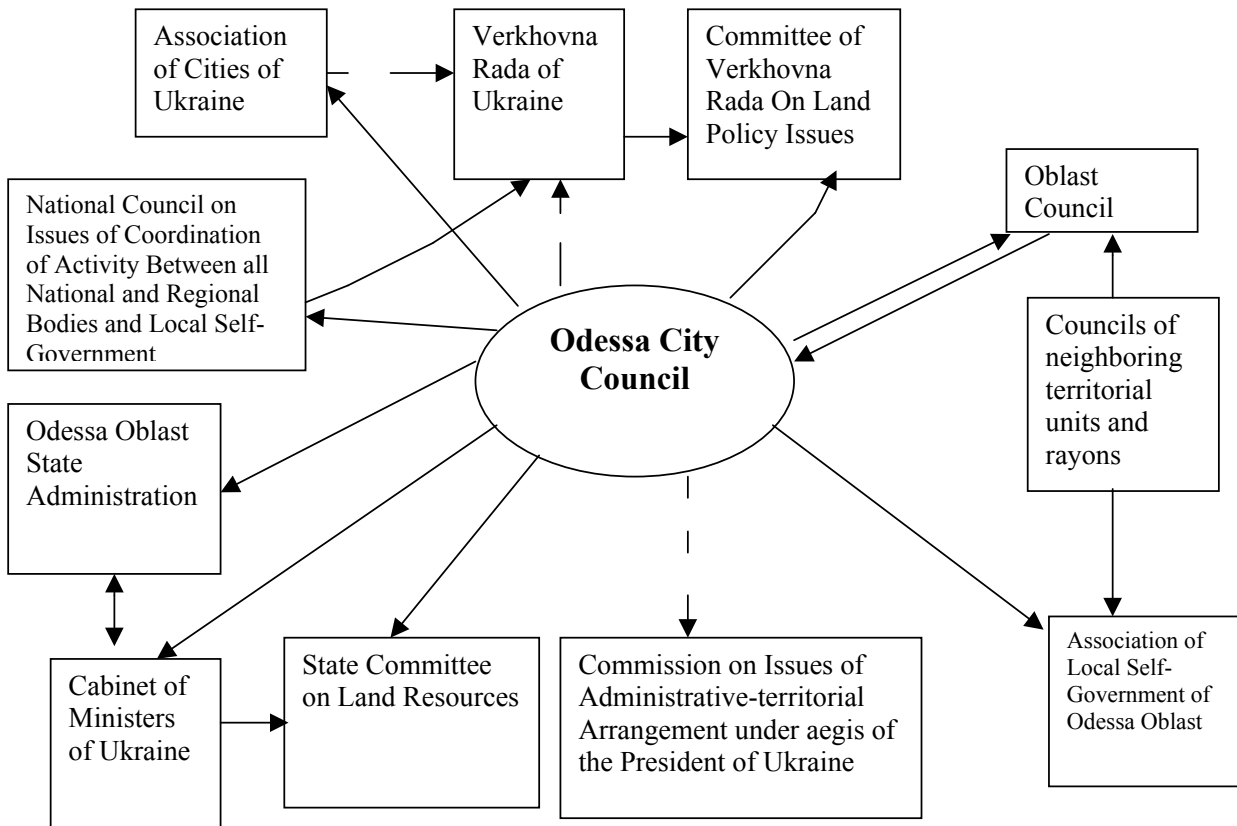 Association
of Cities of
Ukraine
Verkhovna
Rada of
Ukraine
Committee of
Verkhovna
Rada On Land
Policy Issues
Oblast
Council
National Council on
Issues of Coordination
of Activity Between all
National and Regional
Bodies and Local Self-
Government
Odessa City
Council
Councils of
neighboring
territorial
units and
rayons
Odessa Oblast
State
Administration
Cabinet of
Ministers
of Ukraine
State Committee
on Land Resources
Commission on Issues of
Administrative-territorial
Arrangement under aegis of
the President of Ukraine
Association of
Local Self-
Government of
Odessa Oblast